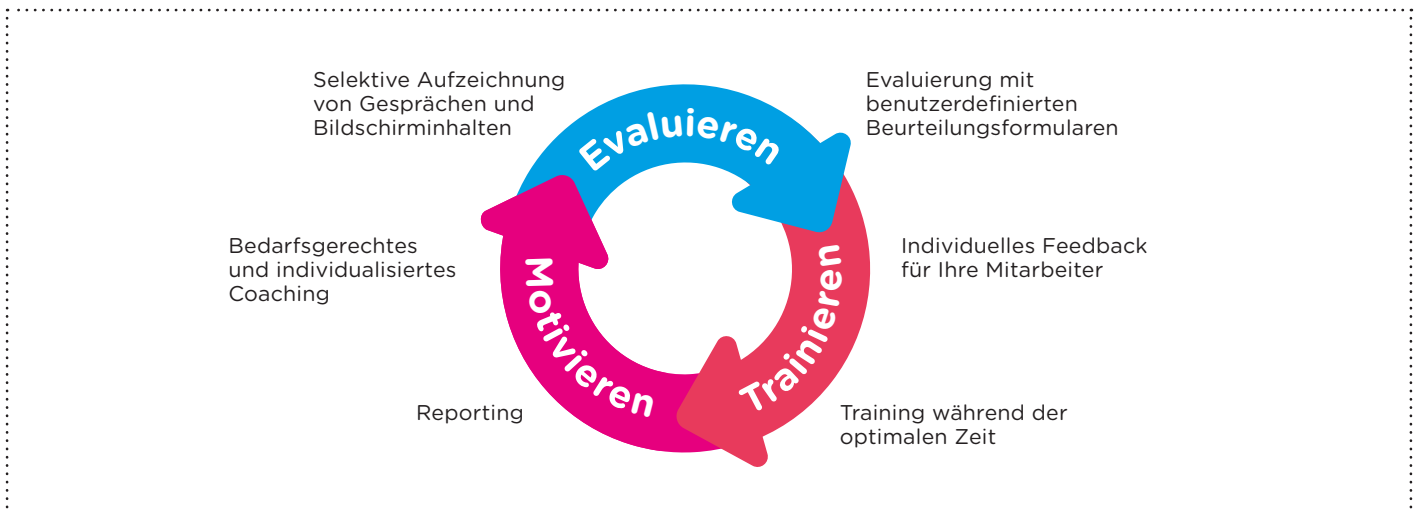 Selektive Aufzeichnung
von Gesprächen und
Bildschirminhalten
Evaluieren
Evaluierung mit
benutzerdefinierten
Beurteilungsformularen
Bedarfsgerechtes
und individualisiertes
Coaching
Motivieren
Trainieren
Individuelles Feedback
für Ihre Mitarbeiter
Reporting
Training während der
optimalen Zeit